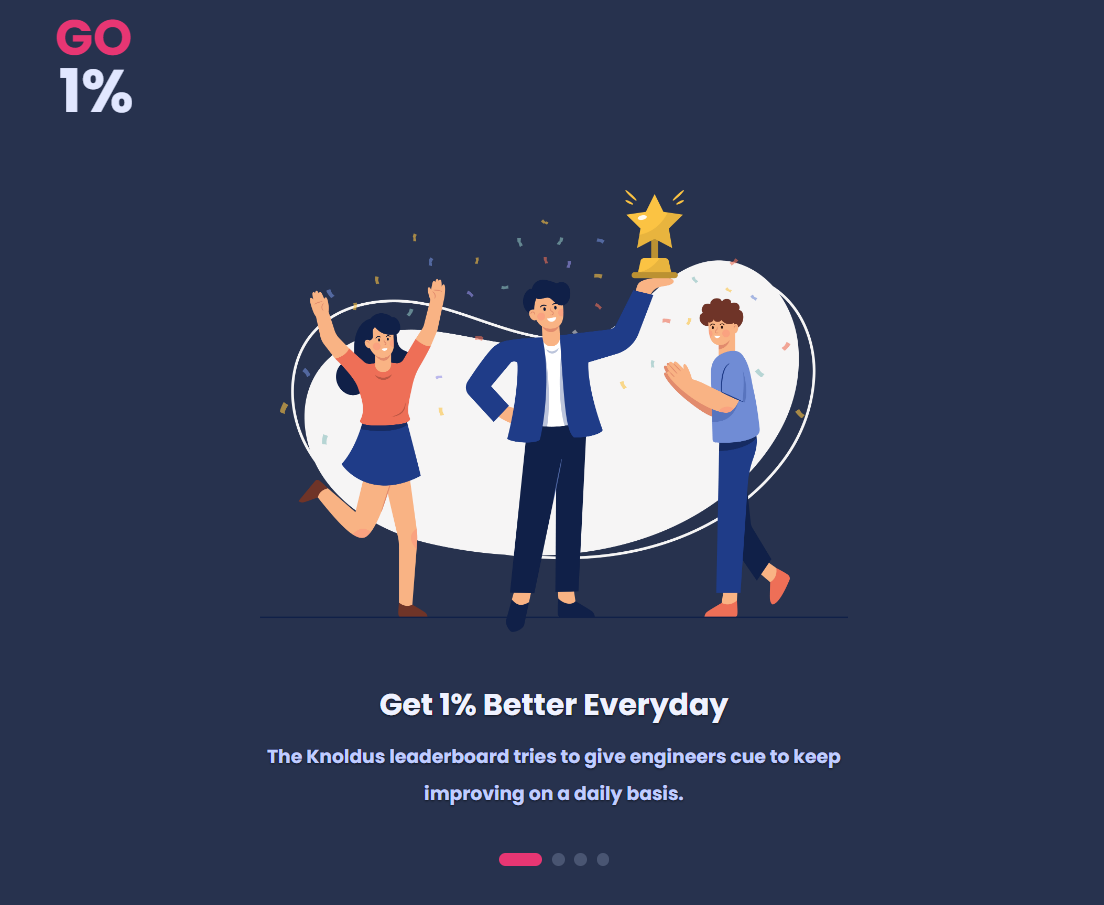 GO
1%
Get 1% Better Everyday
The Knoldus leaderboard tries to give engineers cue to keep
improving on a daily basis.